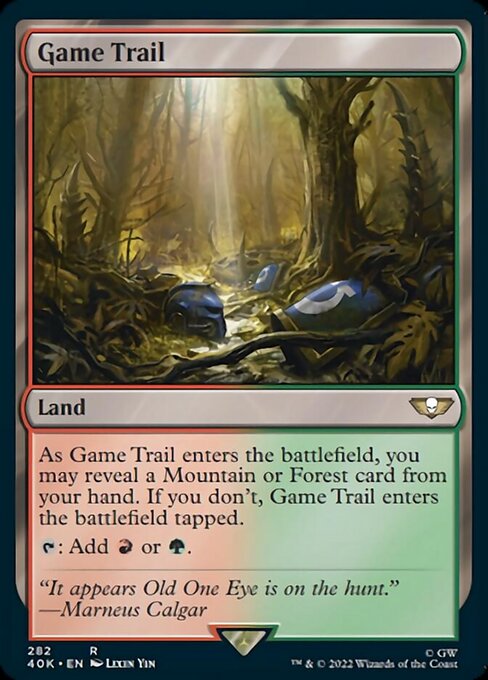 Game Trail
Land
As Game Trail enters the battlefield, you
may reveal a Mountain or Forest card from
your hand. If you don't, Game Trail enters
the battlefield tapped.
: Add or .
"It appears Old One Eye is on the hunt."
—Marneus Calgar
282 R
40K • EN Lixin Yin
© GW
™ & © 2022 Wizards of the Coast